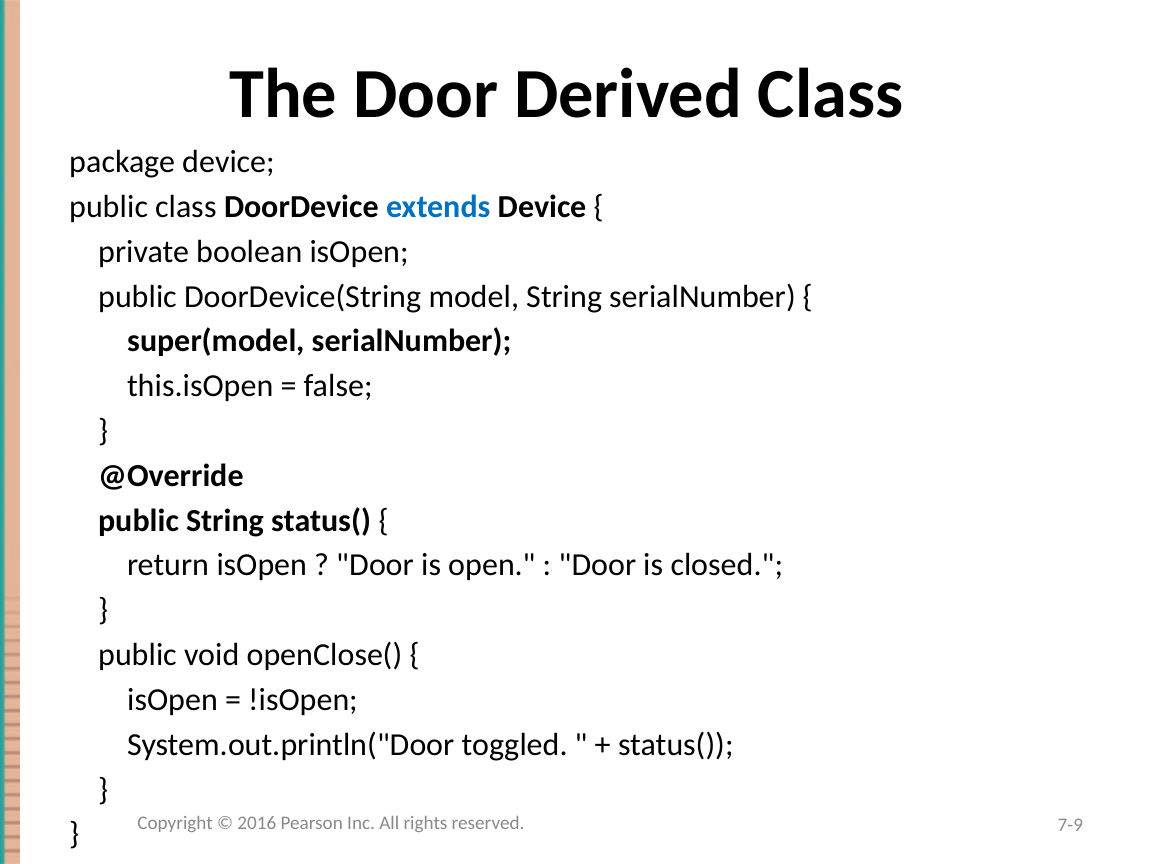 The Door Derived Class
package device;
public class DoorDevice extends Device {
private boolean isOpen;
public DoorDevice(String model, String serialNumber) {
super(model, serialNumber);
this.isOpen = false;
}
@Override
public String status() {
return isOpen ? "Door is open." : "Door is closed.";
}
public void openClose() {
isOpen = !isOpen;
System.out.println("Door toggled. " + status());
}
}
Copyright © 2016 Pearson Inc. All rights reserved.
7-9